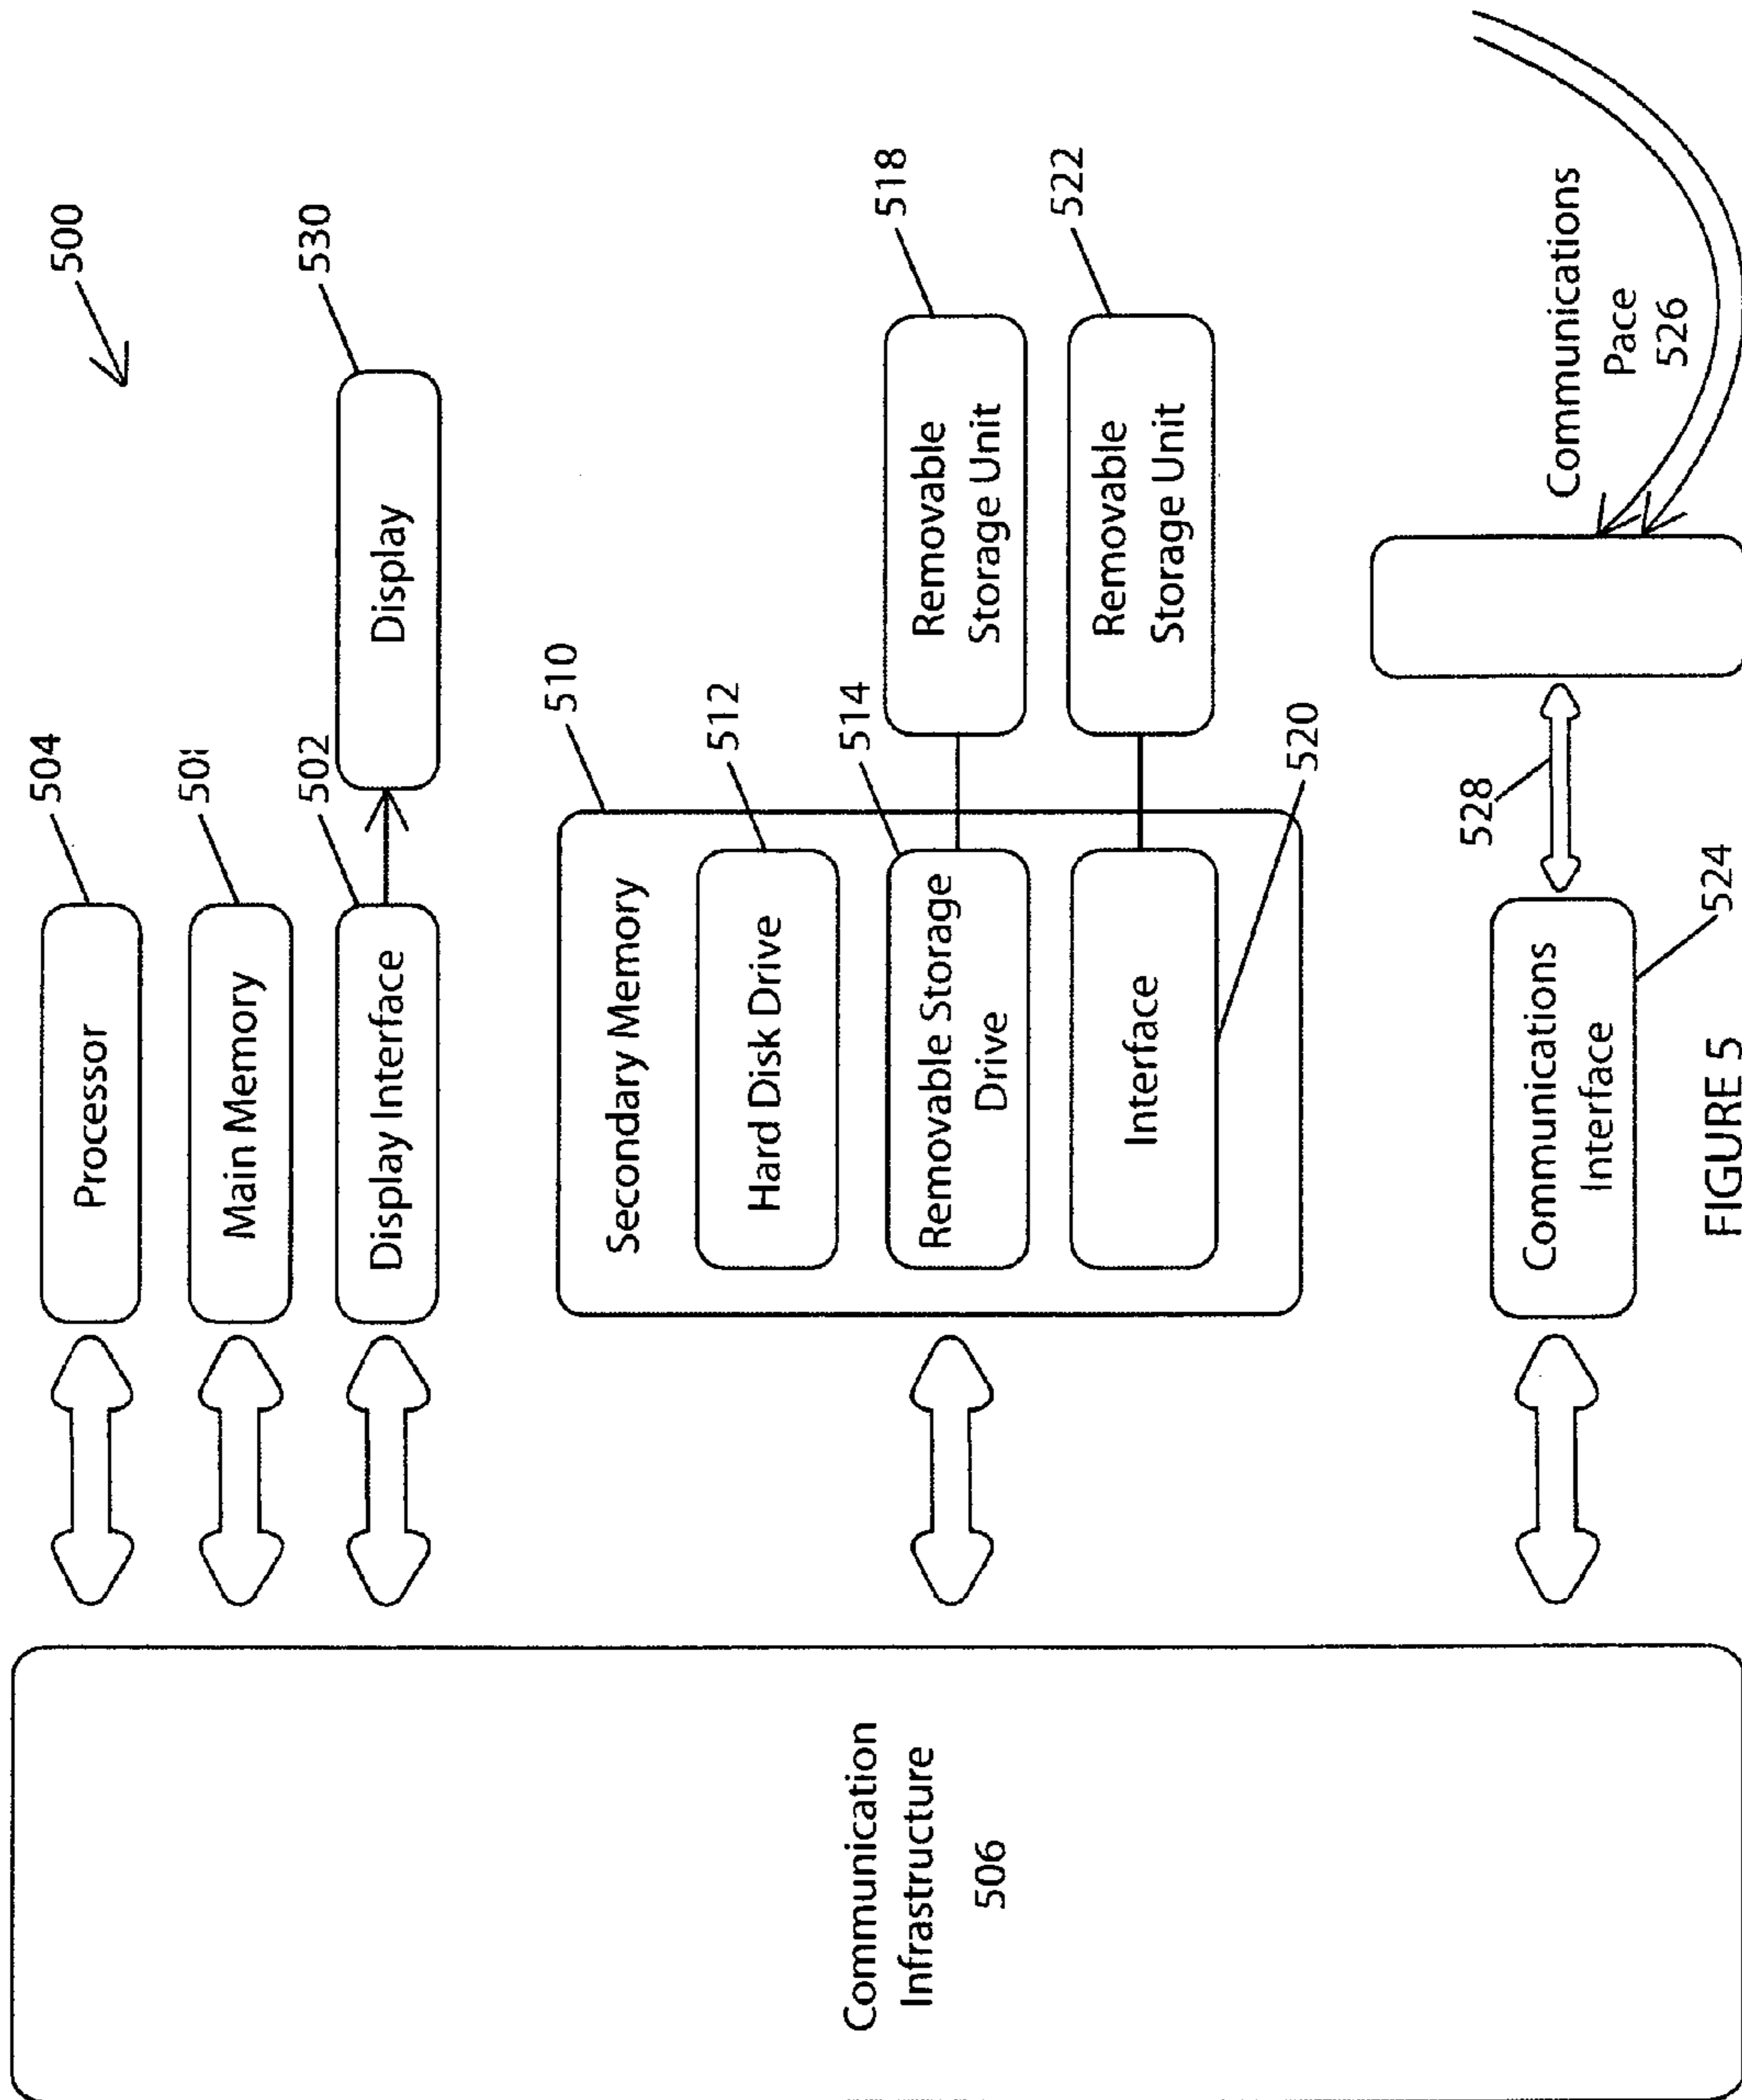 500
Processor
504
Main Memory
Display Interface
502
Display
530
Secondary Memory
510
Hard Disk Drive
512
Removable Storage
Drive
514
Removable
Storage Unit
518
Interface
520
Removable
Storage Unit
522
Communication
Infrastructure
506
Communications
Interface
524
528
Communications
Pace
526
FIGURE 5